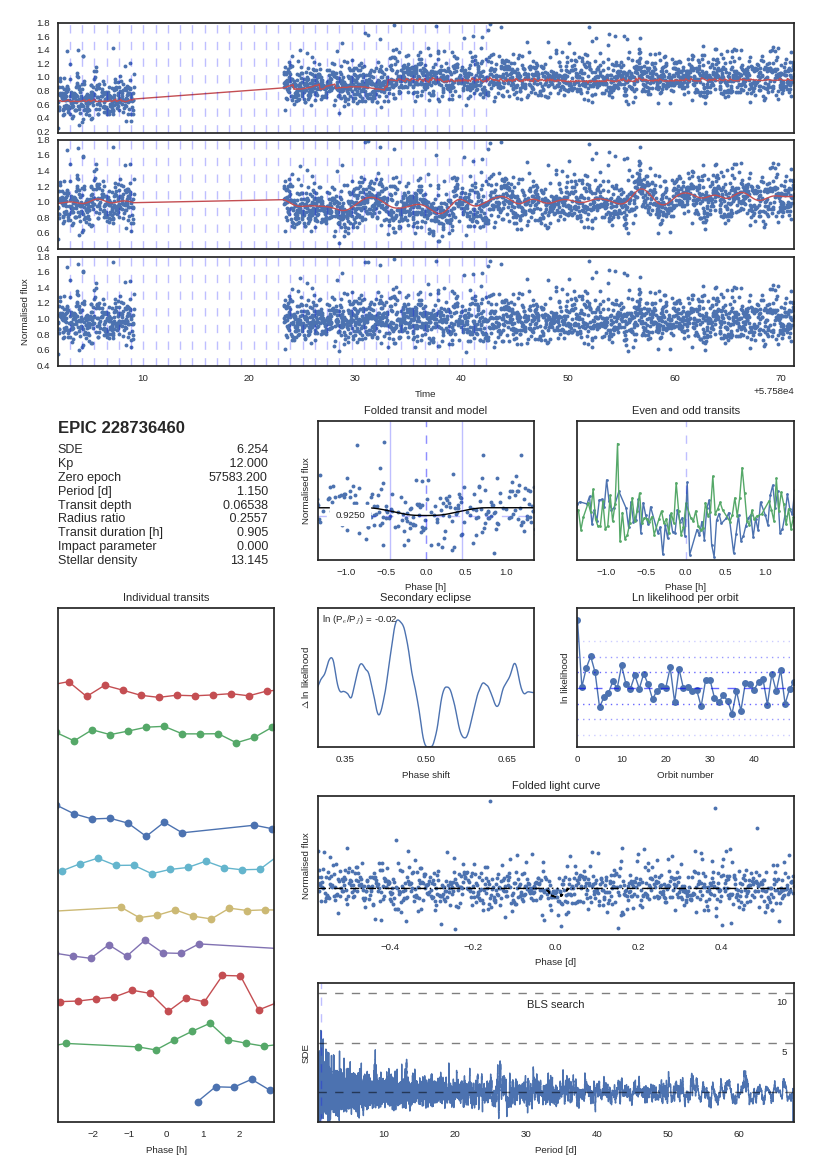 1.8
1.6
1.4
1.2
1.0
0.8
0.6
0.4
0.2
1.8
1.6
1.4
1.2
1.0
0.8
0.6
0.4
1.8
1.6
1.4
1.2
1.0
0.8
0.6
0.4
Normalised flux
10 20 30 40 50 60 70
Time
+5.758e4
EPIC 228736460
SDE 6.254
Kp 12.000
Zero epoch 57583.200
Period [d] 1.150
Transit depth 0.06538
Radius ratio 0.2557
Transit duration [h] 0.905
Impact parameter 0.000
Stellar density 13.145
Folded transit and model
Normalised flux
0.9250
−1.0 −0.5 0.0 0.5 1.0
Phase [h]
Even and odd transits
−1.0 −0.5 0.0 0.5 1.0
Phase [h]
Individual transits
−2 −1 0 1 2
Phase [h]
Secondary eclipse
ln (Pₑ/P𝑓) = -0.02
Δ ln likelihood
0.35 0.50 0.65
Phase shift
Ln likelihood per orbit
ln likelihood
0 10 20 30 40
Orbit number
Folded light curve
Normalised flux
−0.4 −0.2 0.0 0.2 0.4
Phase [d]
BLS search
10
5
SDE
10 20 30 40 50 60
Period [d]